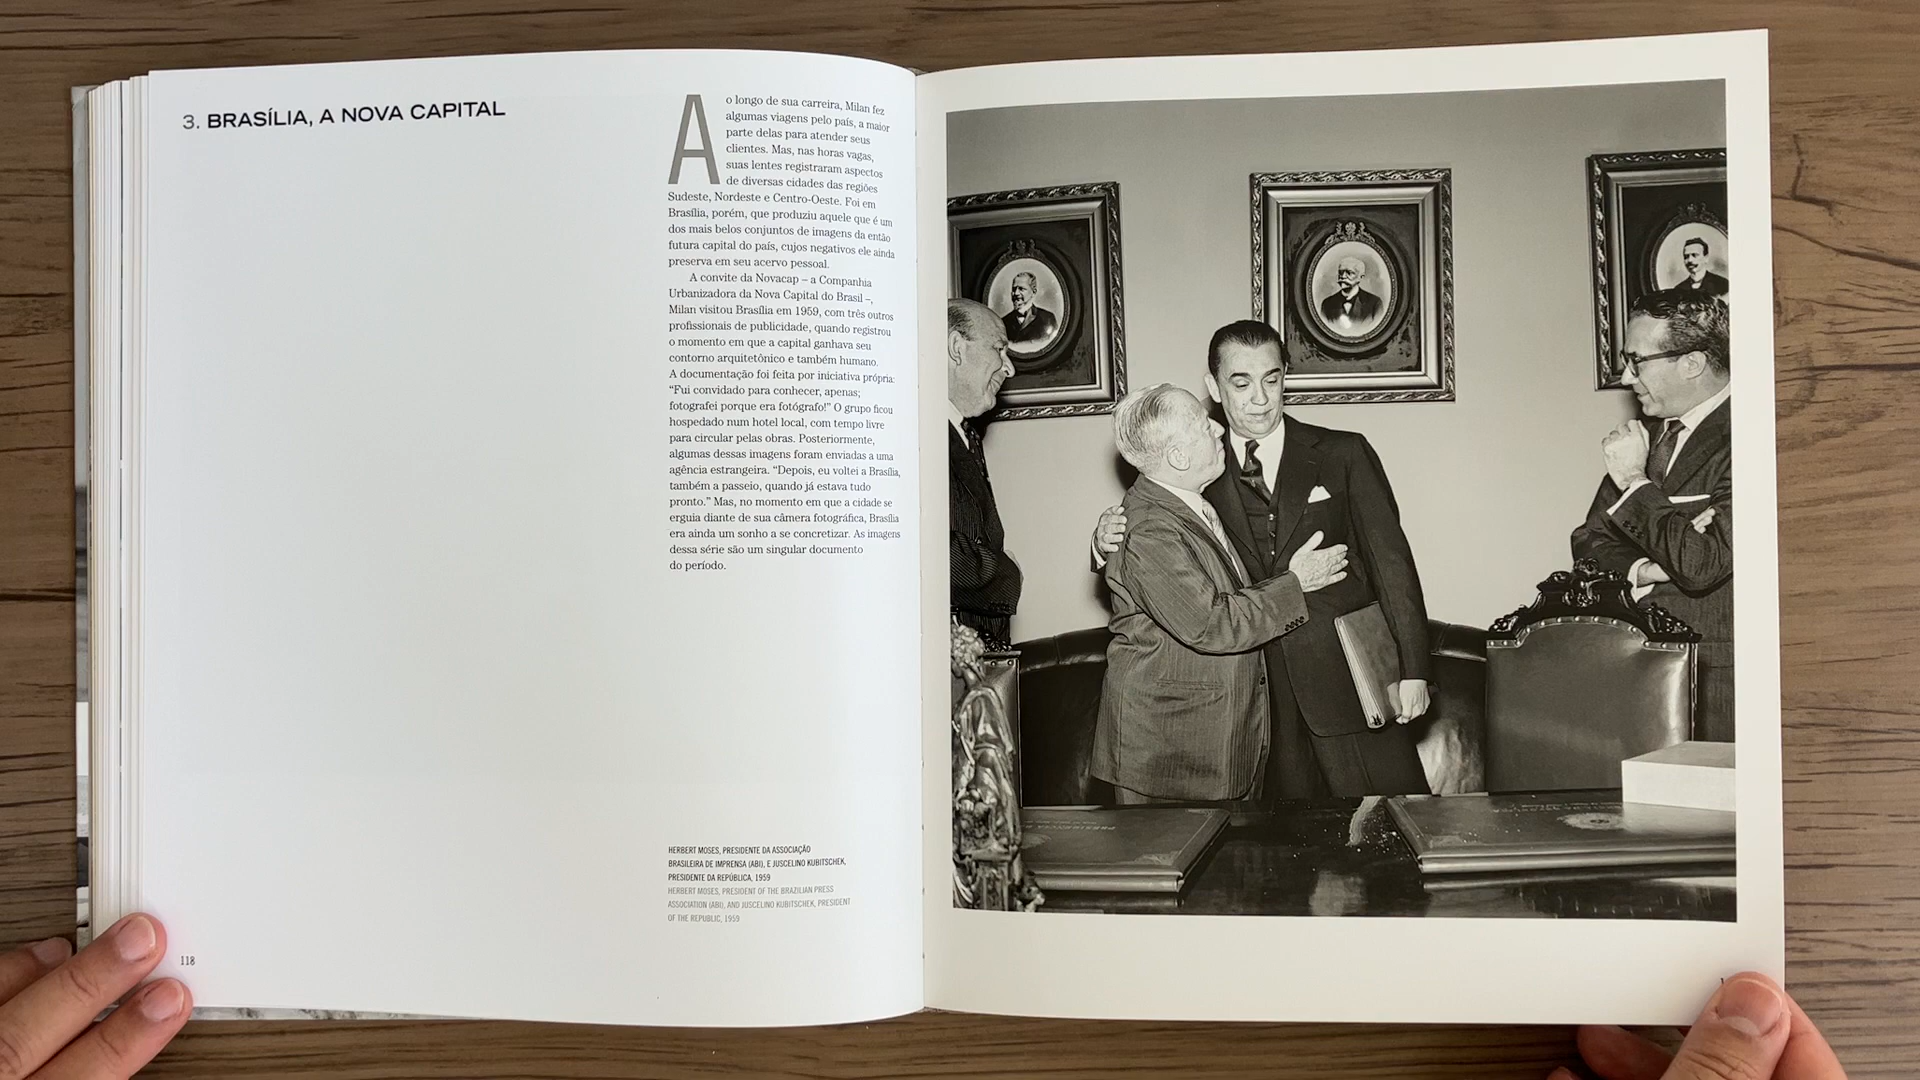 3. BRASÍLIA, A NOVA CAPITAL
Ao longo de sua carreira, Milan fez
algumas viagens pelo país, a maior
parte delas para atender seus
clientes. Mas, nas horas vagas,
suas lentes registraram aspectos
de diversas cidades das regiões
Sudeste, Nordeste e Centro-Oeste. Foi em
Brasília, porém, que produziu aquele que é um
dos mais belos conjuntos de imagens da então
futura capital do país, cujos negativos ele ainda
preserva em seu acervo pessoal.
A convite da Novacap – a Companhia
Urbanizadora da Nova Capital do Brasil –,
Milan visitou Brasília em 1959, com três outros
profissionais de publicidade, quando registrou
o momento em que a capital ganhava seu
contorno arquitetônico e também humano.
A documentação foi feita por iniciativa própria:
“Fui convidado para conhecer, apenas;
fotografei porque era fotógrafo!” O grupo ficou
hospedado num hotel local, com tempo livre
para circular pelas obras. Posteriormente,
algumas dessas imagens foram enviadas a uma
agência estrangeira. “Depois, eu voltei a Brasília,
também a passeio, quando já estava tudo
pronto.” Mas, no momento em que a cidade se
erguia diante de sua câmera fotográfica, Brasília
era ainda um sonho a se concretizar. As imagens
dessa série são um singular documento
do período.
HERBERT MOSES, PRESIDENTE DA ASSOCIAÇÃO
BRASILEIRA DE IMPRENSA (ABI), E JUSCELINO KUBITSCHEK,
PRESIDENTE DA REPÚBLICA, 1959
HERBERT MOSES, PRESIDENT OF THE BRAZILIAN PRESS
ASSOCIATION (ABI), AND JUSCELINO KUBITSCHEK, PRESIDENT
OF THE REPUBLIC, 1959
118